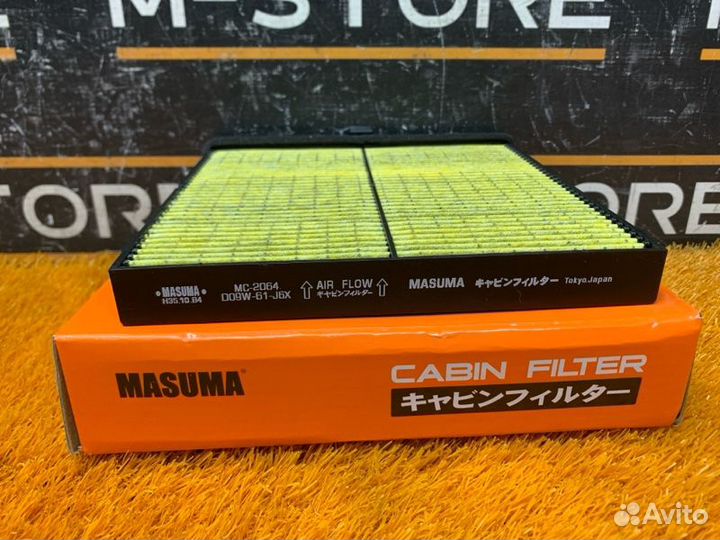 M-STORE
TORE
STORE
MASUMA
H35.10.B4
MC-2064
D09W-61-J6X
AIR FLOW
キャビンフィルター
MASUMA キャビンフィルター Tokyo.Japan
MASUMA
CABIN FILTER
キャビンフィルター
Avito